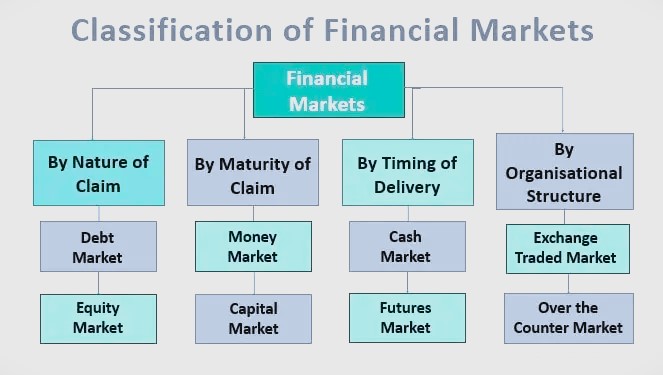 Classification of Financial Markets
Financial
Markets
By Nature of
Claim
By Maturity of
Claim
By Timing of
Delivery
By
Organisational
Structure
Debt
Market
Money
Market
Cash
Market
Exchange
Traded Market
Equity
Market
Capital
Market
Futures
Market
Over the
Counter Market